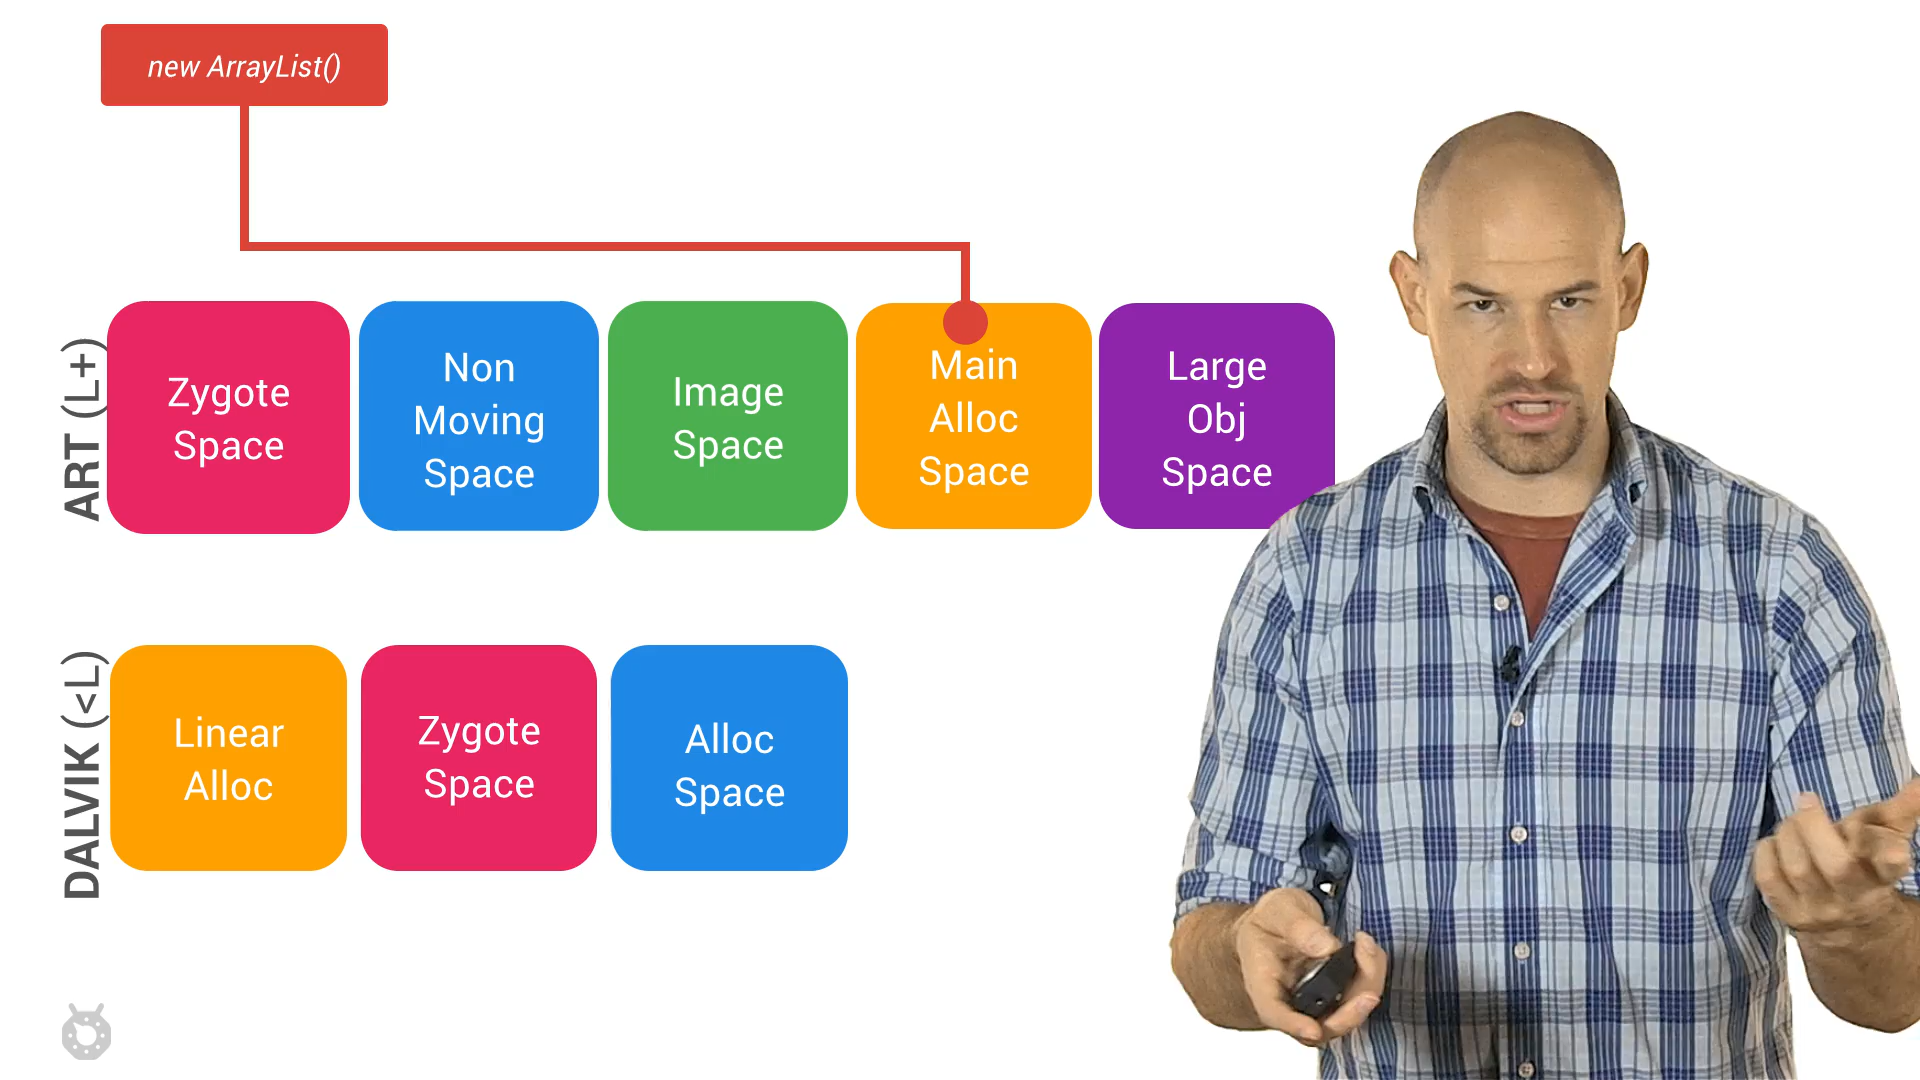 new ArrayList()
ART (L+)
Zygote
Space
Non
Moving
Space
Image
Space
Main
Alloc
Space
Large
Obj
Space
DALVIK (<L)
Linear
Alloc
Zygote
Space
Alloc
Space